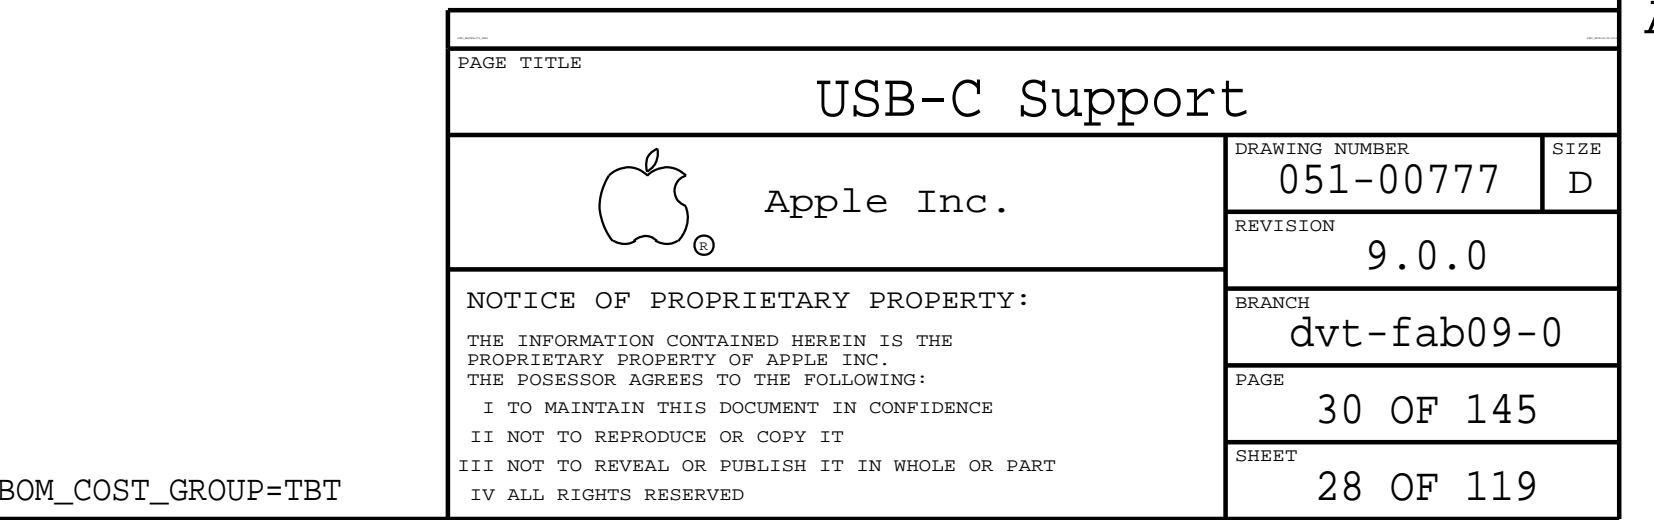 PAGE TITLE
USB-C Support
Apple Inc.
R
DRAWING NUMBER
051-00777
SIZE
D
REVISION
9.0.0
NOTICE OF PROPRIETARY PROPERTY:
THE INFORMATION CONTAINED HEREIN IS THE
PROPRIETARY PROPERTY OF APPLE INC.
THE POSESSOR AGREES TO THE FOLLOWING:
I TO MAINTAIN THIS DOCUMENT IN CONFIDENCE
II NOT TO REPRODUCE OR COPY IT
III NOT TO REVEAL OR PUBLISH IT IN WHOLE OR PART
IV ALL RIGHTS RESERVED
BRANCH
dvt-fab09-0
PAGE
30 OF 145
SHEET
28 OF 119
BOM_COST_GROUP=TBT